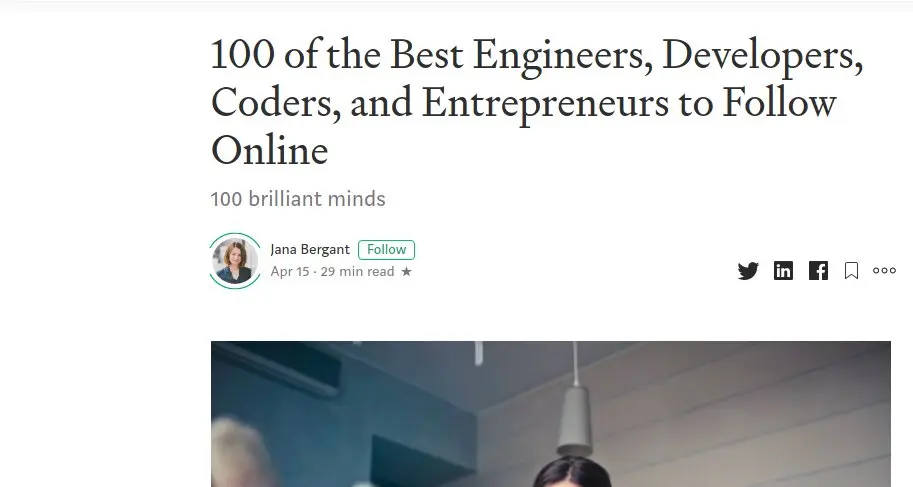 100 of the Best Engineers, Developers,
Coders, and Entrepreneurs to Follow
Online
100 brilliant minds
Jana Bergant Follow
Apr 15 · 29 min read ★